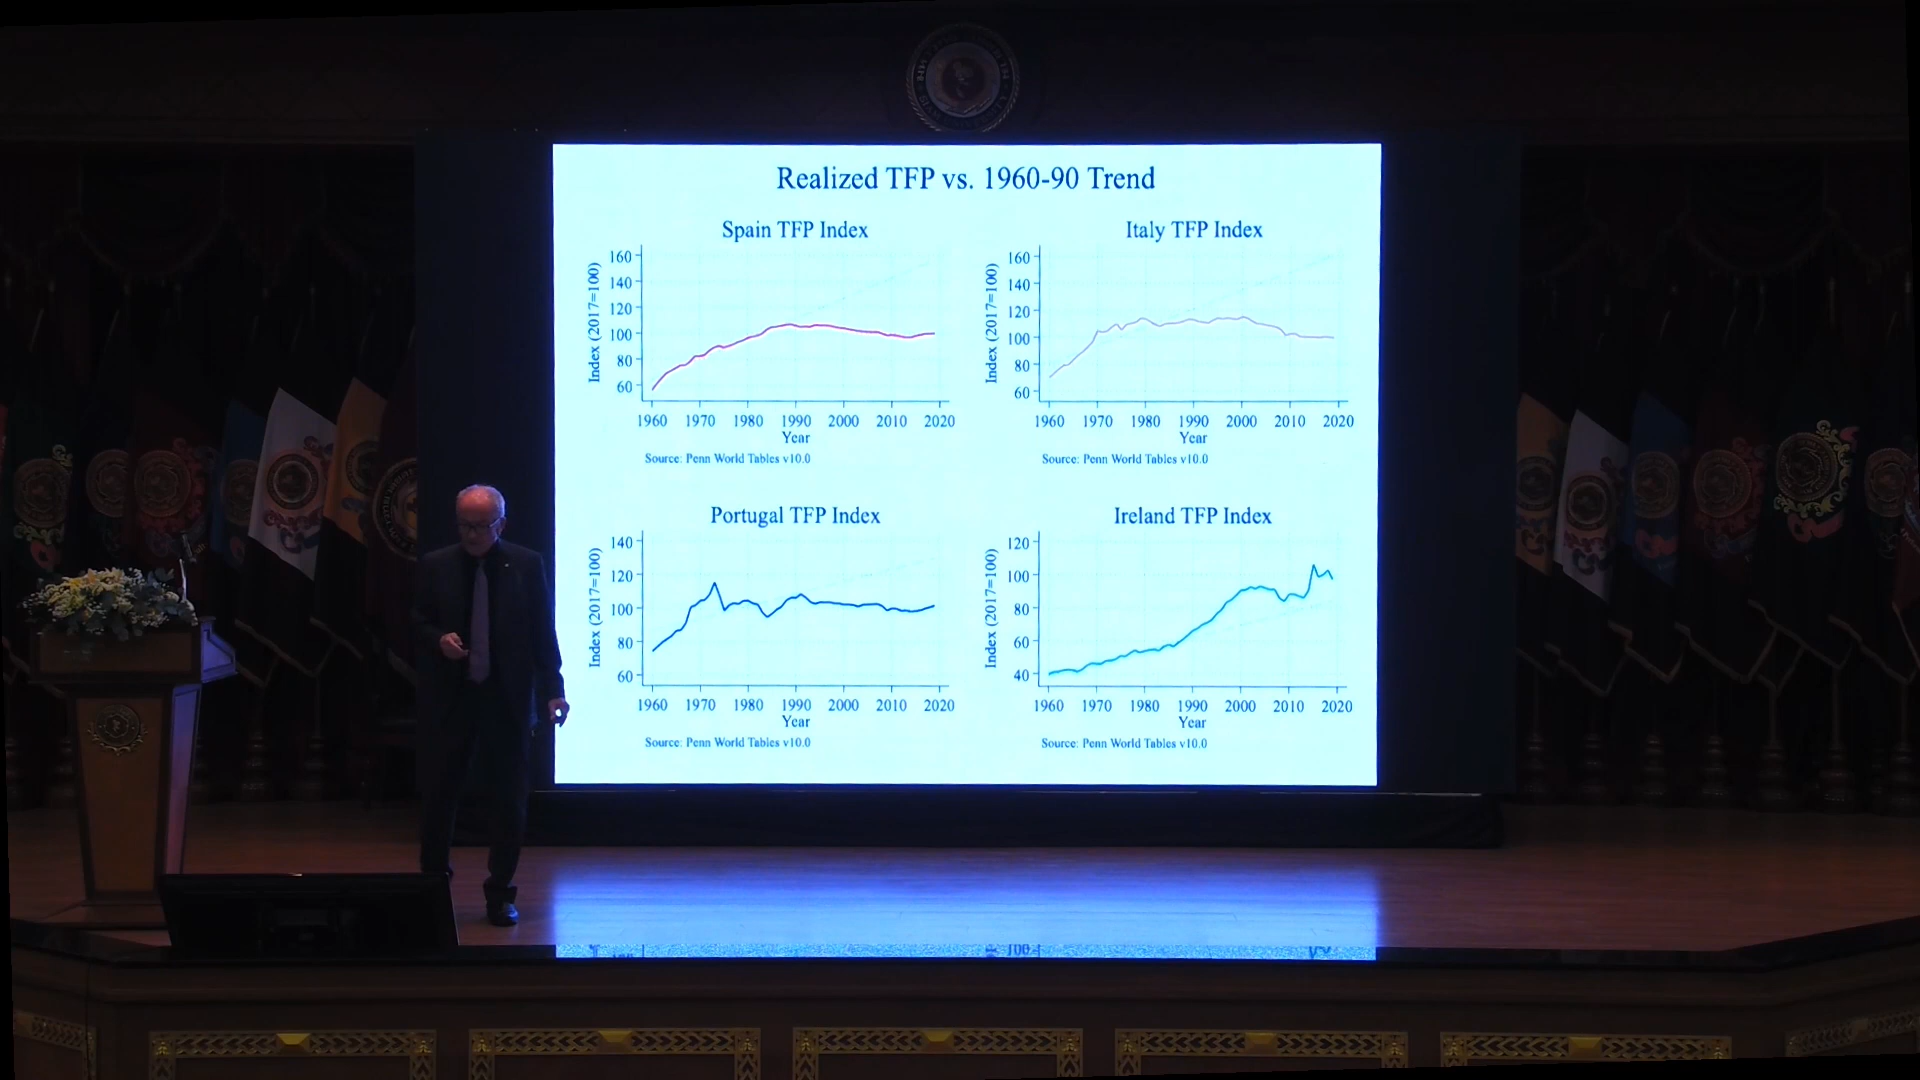 Realized TFP vs. 1960-90 Trend
Spain TFP Index
Index (2017=100)
160
140
120
100
80
60
1960 1970 1980 1990 2000 2010 2020
Year
Source: Penn World Tables v10.0
Italy TFP Index
Index (2017=100)
160
140
120
100
80
60
1960 1970 1980 1990 2000 2010 2020
Year
Source: Penn World Tables v10.0
Portugal TFP Index
Index (2017=100)
140
120
100
80
60
1960 1970 1980 1990 2000 2010 2020
Year
Source: Penn World Tables v10.0
Ireland TFP Index
Index (2017=100)
120
100
80
60
40
1960 1970 1980 1990 2000 2010 2020
Year
Source: Penn World Tables v10.0